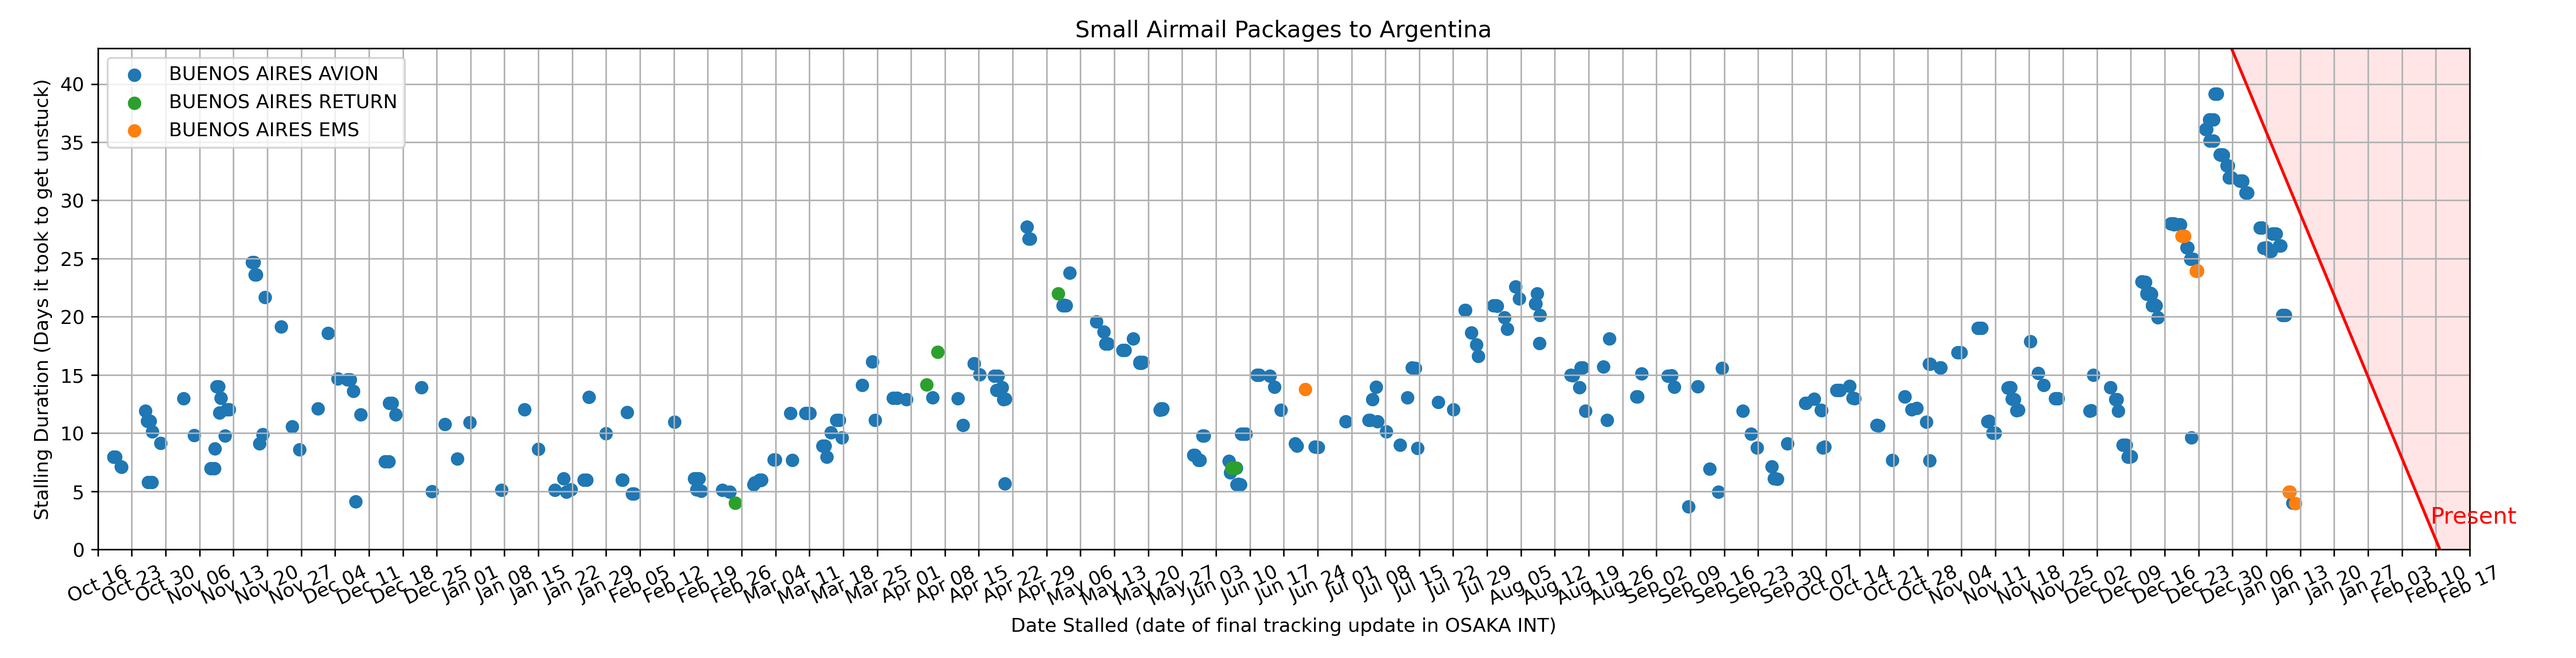 Small Airmail Packages to Argentina
BUENOS AIRES AVION
BUENOS AIRES RETURN
BUENOS AIRES EMS
Stalling Duration (Days it took to get unstuck)
40
35
30
25
20
15
10
5
0
Present
Oct 16 Oct 23 Oct 30 Nov 06 Nov 13 Nov 20 Nov 27 Dec 04 Dec 11 Dec 18 Dec 25 Jan 01 Jan 08 Jan 15 Jan 22 Jan 29 Feb 05 Feb 12 Feb 19 Feb 26 Mar 04 Mar 11 Mar 18 Mar 25 Apr 01 Apr 08 Apr 15 Apr 22 Apr 29 May 06 May 13 May 20 May 27 Jun 03 Jun 10 Jun 17 Jun 24 Jul 01 Jul 08 Jul 15 Jul 22 Jul 29 Aug 05 Aug 12 Aug 19 Aug 26 Sep 02 Sep 09 Sep 16 Sep 23 Sep 30 Oct 07 Oct 14 Oct 21 Oct 28 Nov 04 Nov 11 Nov 18 Nov 25 Dec 02 Dec 09 Dec 16 Dec 23 Dec 30 Jan 06 Jan 13 Jan 20 Jan 27 Feb 03 Feb 10 Feb 17
Date Stalled (date of final tracking update in OSAKA INT)